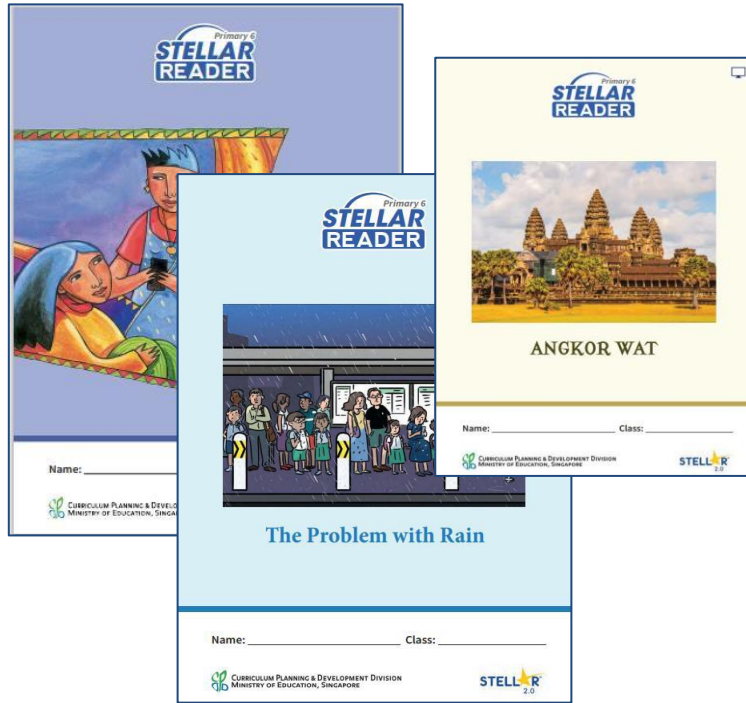 Primary 6
STELLAR
READER
Name:
CURRICULUM PLANNING & DEVELOP
MINISTRY OF EDUCATION, SINGA
Primary 6
STELLAR
READER
The Problem with Rain
Name: Class:
CURRICULUM PLANNING & DEVELOPMENT DIVISION
MINISTRY OF EDUCATION, SINGAPORE
STELLAR
2.0
Primary 6
STELLAR
READER
ANGKOR WAT
Name: Class:
CURRICULUM PLANNING & DEVELOPMENT DIVISION
MINISTRY OF EDUCATION, SINGAPORE
STELLAR
2.0